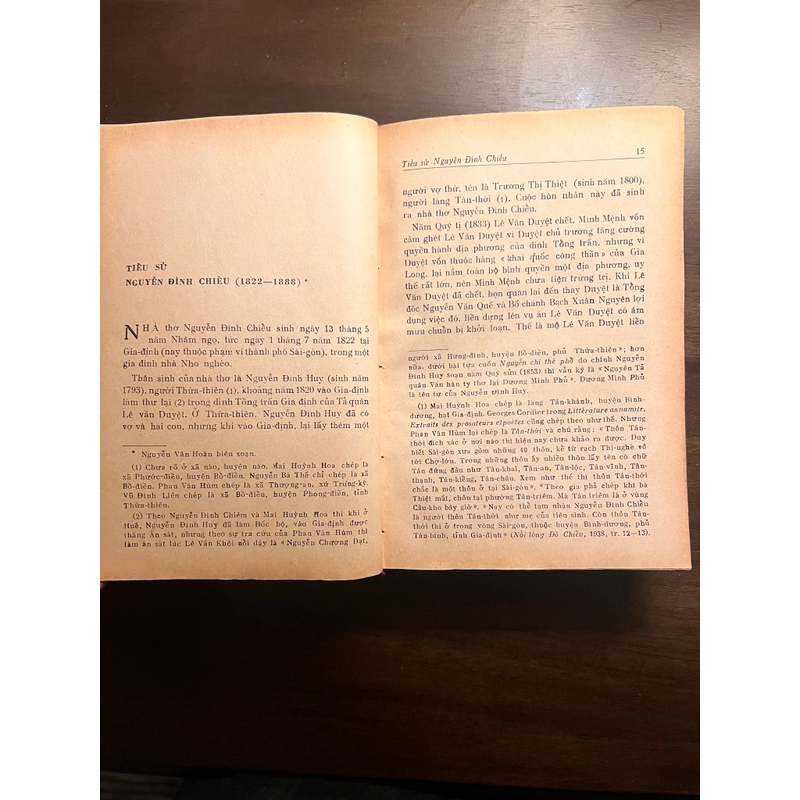 TIỂU SỬ
NGUYỄN ĐÌNH CHIỂU (1822—1888) *
NHÀ thơ Nguyễn Đình Chiểu sinh ngày 13 tháng 5
năm Nhâm ngọ, tức ngày 1 tháng 7 năm 1822 tại
Gia-định (nay thuộc phạm vi thành phố Sài-gòn), trong một
gia đình nhà Nho nghèo.
Thân sinh của nhà thơ là Nguyễn Đình Huy (sinh năm
1793), người Thừa-thiên (1), khoảng năm 1820 vào Gia-định
làm thư lại (2) trong dinh Tổng trấn Gia định của Tả quân
Lê văn Duyệt. Ở Thừa-thiên, Nguyễn Đình Huy đã có
vợ và hai con, nhưng khi vào Gia-định, lại lấy thêm một
* Nguyễn Văn Hoàn biên soạn.
(1) Chưa rõ ở xã nào, huyện nào. Mai Huỳnh Hoa chép là
xã Phước-điền, huyện Bồ-điền. Nguyễn Bá Thế chỉ chép là xã
Bồ-điền. Phan Văn Hùm chép là xã Thượng-an, xứ Trưng-kỳ.
Vũ Đình Liên chép là xã Bồ-điền, huyện Phong-điền, tỉnh
Thừa-thiên.
(2) Theo Nguyễn Đình Chiêm và Mai Huỳnh Hoa thì khi ở
Huế, Nguyễn Đình Huy đã làm Đốc bộ, vào Gia-định được
thăng Án-sát, nhưng theo sự tra cứu của Phan Văn Hùm thì
làm án sát lúc Lê Văn Khôi nổi dậy là « Nguyễn Chương Đạt,
Tiểu sử Nguyễn Đình Chiểu 15
người vợ thứ, tên là Trương Thị Thiệt (sinh năm 1800),
người làng Tân-thới (1). Cuộc hôn nhân này đã sinh
ra nhà thơ Nguyễn Đình Chiểu.
Năm Quý tị (1833) Lê Văn Duyệt chết. Minh Mệnh vốn
căm ghét Lê Văn Duyệt vì Duyệt chủ trương tăng cường
quyền hành địa phương của dinh Tổng trấn, nhưng vì
Duyệt vốn thuộc hàng « khai quốc công thần » của Gia
Long, lại nắm toàn bộ binh quyền một địa phương, uy
thế rất lớn, nên Minh Mệnh chưa tiện trừng trị. Khi Lê
Văn Duyệt đã chết, bọn quan lại đến thay Duyệt là Tổng
đốc Nguyễn Văn Quế và Bố chánh Bạch Xuân Nguyên lợi
dụng việc đó, liền dựng lên vụ án Lê Văn Duyệt có âm
mưu chuẩn bị khởi loạn. Thế là mộ Lê Văn Duyệt liền
người xã Hưng-định, huyện Bồ-điền, phủ Thừa-thiên » ; hơn
nữa, dưới bài tựa cuốn Nguyễn chi thế phổ do chính Nguyễn
Đình Huy soạn năm Quý sửu (1853) thì vẫn ký là « Nguyên Tả
quân Văn hàn ty thơ lại Dương Minh Phủ ». Dương Minh Phủ
là tên tự của Nguyễn trình Huy.
(1) Mai Huỳnh Hoa chép là làng Tân-khánh, huyện Bình-
dương, hạt Gia-định. Georges Cordier trong Littérature annamite,
Extraits des prosateurs etpoètes cũng chép như thế. Nhưng
Phan Văn Hùm lại chép là Tân-thới và chú rằng : « Thôn Tân-
thới đích xác ở nơi nào thì hiện nay chưa khảo ra được. Duy
biết Sài-gòn xưa gồm những 40 thôn, kể từ rạch Thị-nghè về
tới Chợ-lớn. Trong những thôn ấy nhiều thôn lấy tên có chữ
Tân đứng đầu như Tân-khai, Tân-an, Tân-lộc, Tân-vĩnh, Tân-
thạnh, Tân-kiểng, Tân-châu. Xem như thế thì thôn Tân-thới
chắc là một thôn ở tại Sài-gòn». "Theo gia phả chép khi bà
Thiệt mất, chôn tại phường Tân-triêm. Mà Tân triêm là ở vùng
Cầu-kho bây giờ ». «Nay có thể tạm nhận Nguyễn Đình Chiểu
là người thôn Tân-thới như mẹ của tiên sinh. Còn thôn Tân-
thới thì ở trong vòng Sài-gòn, thuộc huyện Bình-dương, phủ
Tân-bình, tỉnh Gia-định» (Nỗi lòng Đồ Chiểu, 1938, tr. 12—13).